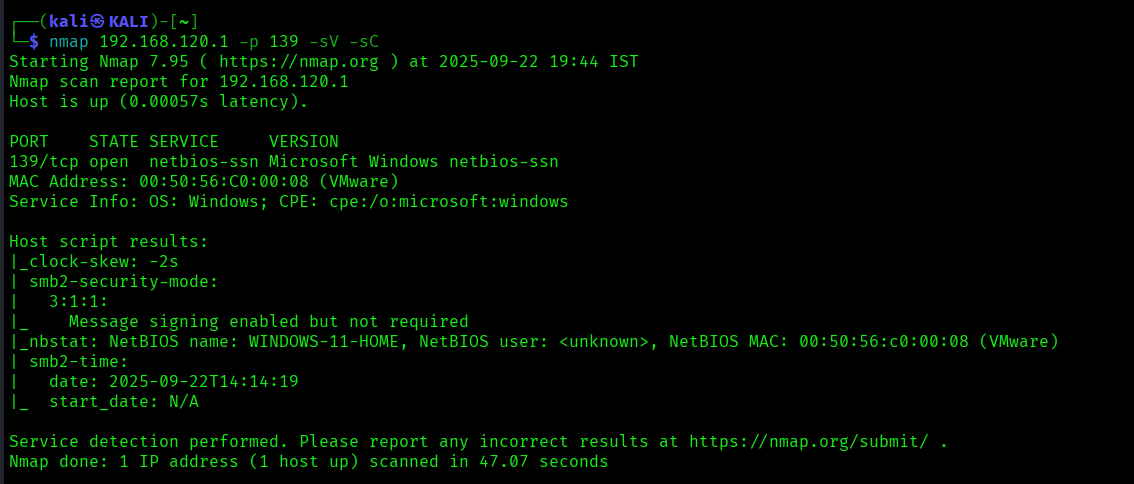 ┌──(kali㉿KALI)-[~]
└─$ nmap 192.168.120.1 -p 139 -sV -sC
Starting Nmap 7.95 ( https://nmap.org ) at 2025-09-22 19:44 IST
Nmap scan report for 192.168.120.1
Host is up (0.00057s latency).

PORT    STATE SERVICE     VERSION
139/tcp open  netbios-ssn Microsoft Windows netbios-ssn
MAC Address: 00:50:56:C0:00:08 (VMware)
Service Info: OS: Windows; CPE: cpe:/o:microsoft:windows

Host script results:
|_clock-skew: -2s
| smb2-security-mode:
|   3:1:1:
|_    Message signing enabled but not required
|_nbstat: NetBIOS name: WINDOWS-11-HOME, NetBIOS user: <unknown>, NetBIOS MAC: 00:50:56:c0:00:08 (VMware)
| smb2-time:
|   date: 2025-09-22T14:14:19
|_  start_date: N/A

Service detection performed. Please report any incorrect results at https://nmap.org/submit/ .
Nmap done: 1 IP address (1 host up) scanned in 47.07 seconds